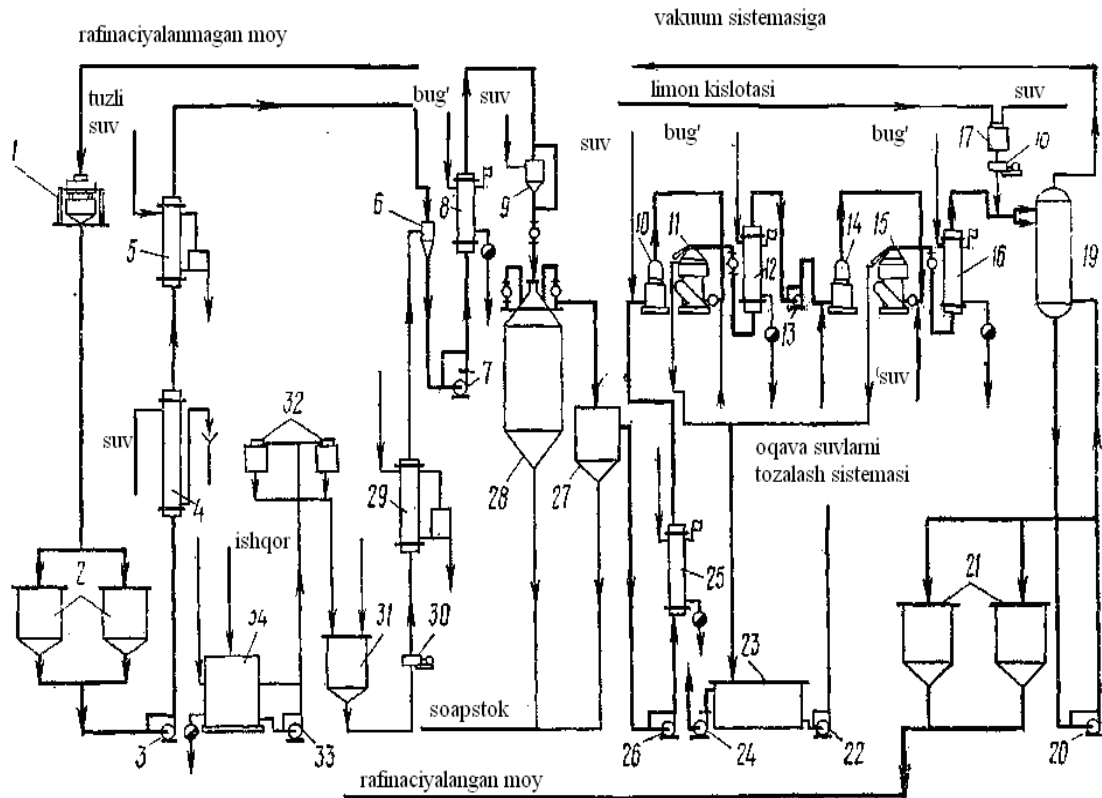 vakuum sistemasiga
rafinaciyalanmagan moy
tuzli
suv
bug'
suv
limon kislotasi
suv
suv
bug'
bug'
17
10
1
5
6
8
9
10
11
12
13
14
15
16
19
7
suv
32
suv
4
29
28
27
oqava suvlarni
tozalash sistemasi
ishqor
2
34
31
30
25
21
23
soapstok
3
33
26
24
22
20
rafinaciyalangan moy